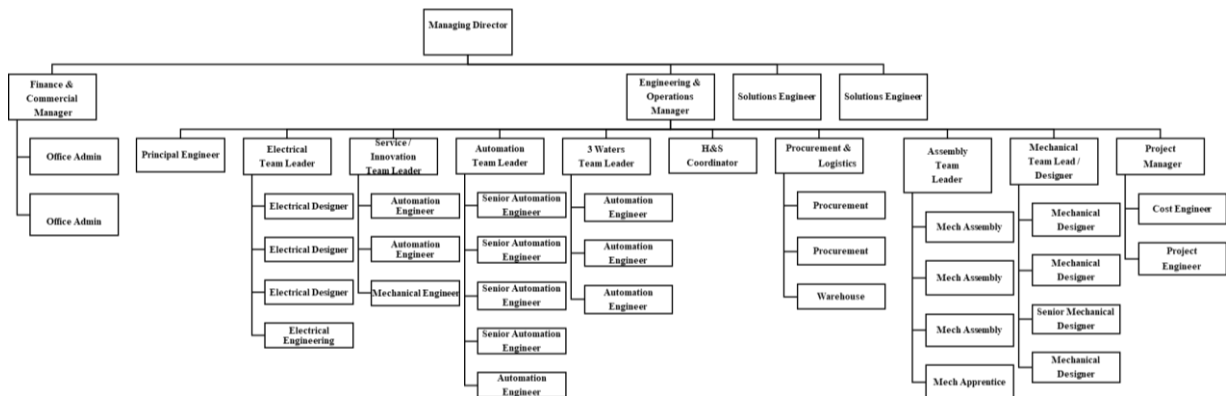 Managing Director
Finance &
Commercial
Manager
Engineering &
Operations
Manager
Solutions Engineer
Solutions Engineer
Office Admin
Office Admin
Principal Engineer
Electrical
Team Leader
Service /
Innovation
Team Leader
Automation
Team Leader
3 Waters
Team Leader
H&S
Coordinator
Procurement &
Logistics
Assembly
Team
Leader
Mechanical
Team Lead /
Designer
Project
Manager
Electrical Designer
Electrical Designer
Electrical Designer
Electrical
Engineering
Automation
Engineer
Automation
Engineer
Mechanical Engineer
Senior Automation
Engineer
Senior Automation
Engineer
Senior Automation
Engineer
Senior Automation
Engineer
Automation
Engineer
Automation
Engineer
Automation
Engineer
Automation
Engineer
Procurement
Procurement
Warehouse
Mech Assembly
Mech Assembly
Mech Assembly
Mech Apprentice
Mechanical
Designer
Mechanical
Designer
Senior Mechanical
Designer
Mechanical
Designer
Cost Engineer
Project
Engineer